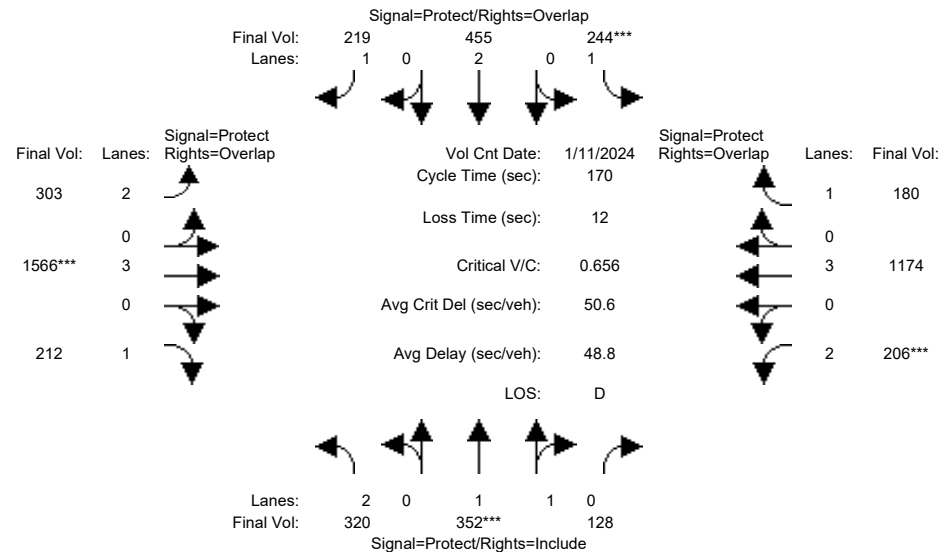 Signal=Protect/Rights=Overlap
Final Vol: 219 455 244***
Lanes: 1 0 2 0 1
Signal=Protect
Final Vol: Lanes: Rights=Overlap
Vol Cnt Date: 1/11/2024
Signal=Protect
Rights=Overlap Lanes: Final Vol:
Cycle Time (sec): 170
303 2
1 180
Loss Time (sec): 12
0
0
1566*** 3
Critical V/C: 0.656
3 1174
0
Avg Crit Del (sec/veh): 50.6
0
212 1
Avg Delay (sec/veh): 48.8
2 206***
LOS: D
Lanes: 2 0 1 1 0
Final Vol: 320 352*** 128
Signal=Protect/Rights=Include